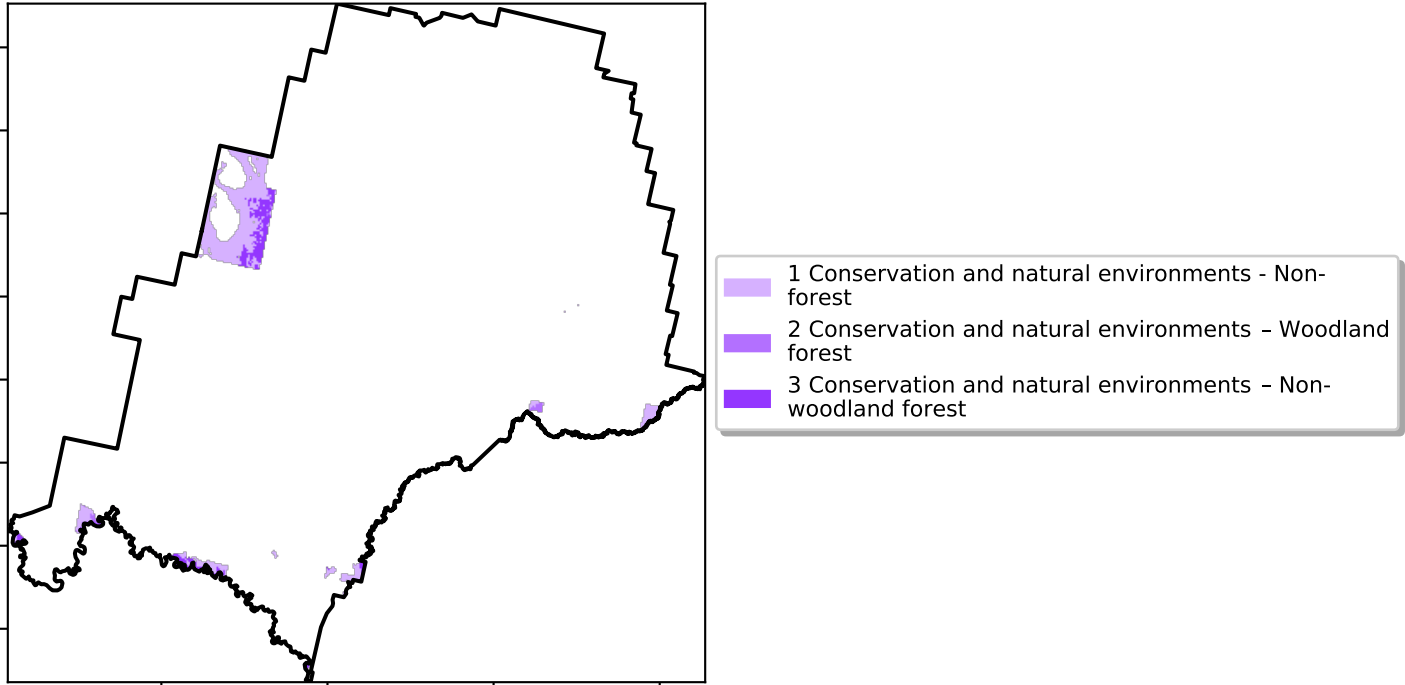 1 Conservation and natural environments - Non-
forest
2 Conservation and natural environments – Woodland
forest
3 Conservation and natural environments – Non-
woodland forest